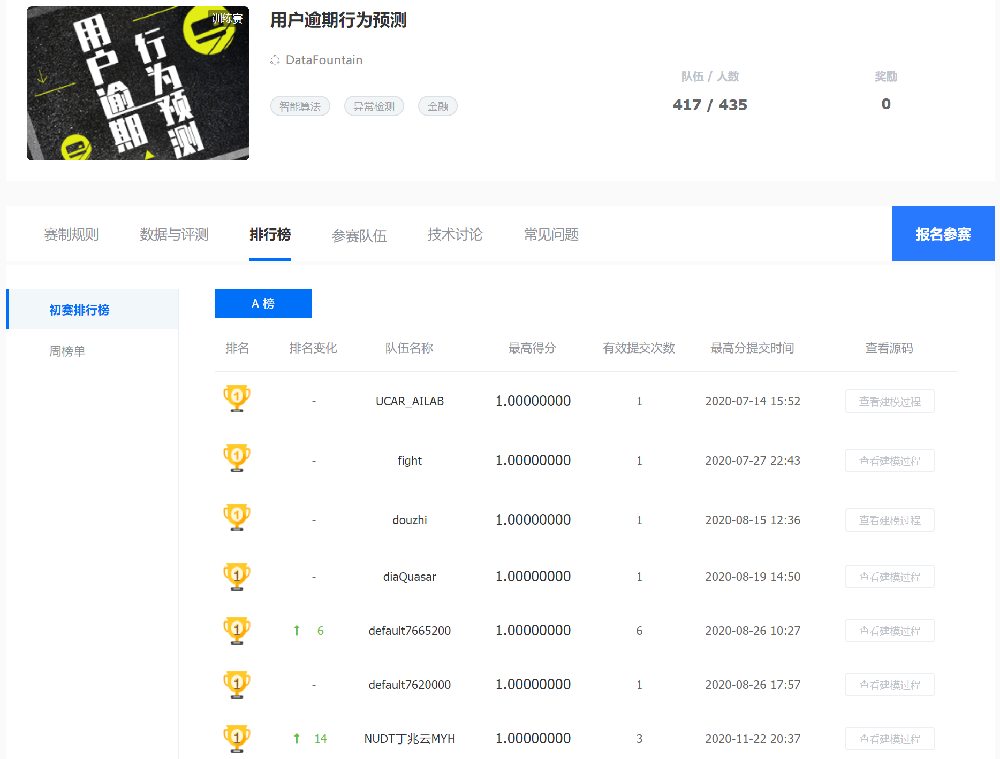 用户逾期
行为预测
训练赛
用户逾期行为预测
DataFountain
智能算法 异常检测 金融
队伍 / 人数 奖励
417 / 435 0
赛制规则 数据与评测 排行榜 参赛队伍 技术讨论 常见问题 报名参赛
初赛排行榜
周榜单
A 榜
排名 排名变化 队伍名称 最高得分 有效提交次数 最高分提交时间 查看源码
1 - UCAR_AILAB 1.00000000 1 2020-07-14 15:52 查看建模过程
1 - fight 1.00000000 1 2020-07-27 22:43 查看建模过程
1 - douzhi 1.00000000 1 2020-08-15 12:36 查看建模过程
1 - diaQuasar 1.00000000 1 2020-08-19 14:50 查看建模过程
1 ↑ 6 default7665200 1.00000000 6 2020-08-26 10:27 查看建模过程
1 - default7620000 1.00000000 1 2020-08-26 17:57 查看建模过程
1 ↑ 14 NUDT丁兆云MYH 1.00000000 3 2020-11-22 20:37 查看建模过程